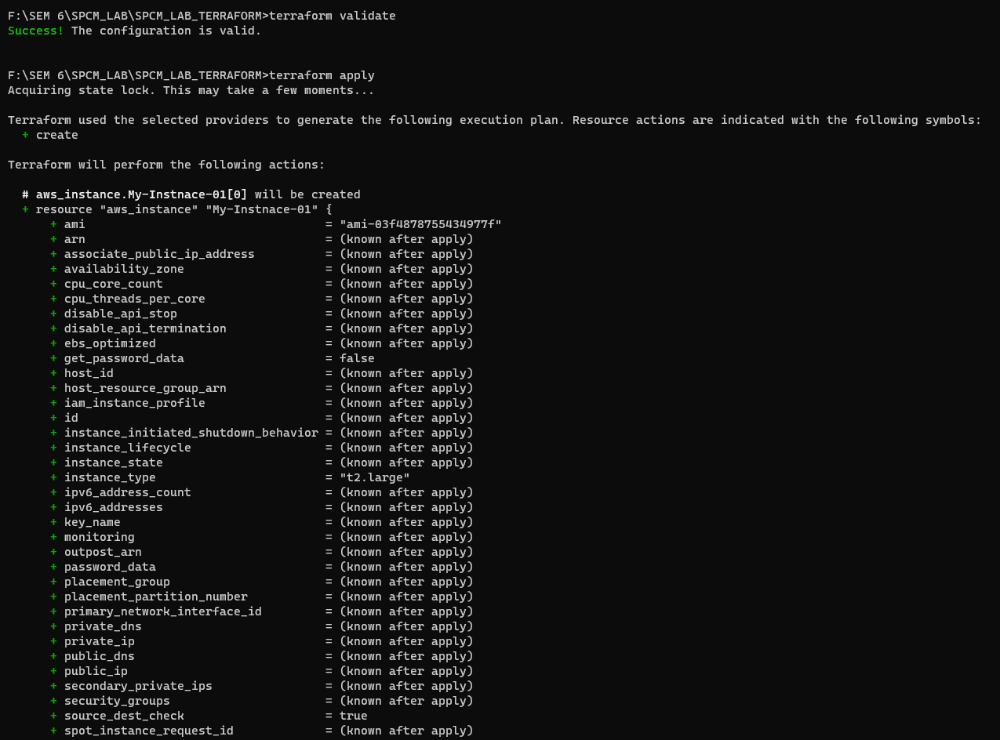 F:\SEM 6\SPCM_LAB\SPCM_LAB_TERRAFORM>terraform validate
Success! The configuration is valid.
F:\SEM 6\SPCM_LAB\SPCM_LAB_TERRAFORM>terraform apply
Acquiring state lock. This may take a few moments...
Terraform used the selected providers to generate the following execution plan. Resource actions are indicated with the following symbols:
  + create
Terraform will perform the following actions:
  # aws_instance.My-Instnace-01[0] will be created
  + resource "aws_instance" "My-Instnace-01" {
      + ami                                  = "ami-03f4878755434977f"
      + arn                                  = (known after apply)
      + associate_public_ip_address          = (known after apply)
      + availability_zone                    = (known after apply)
      + cpu_core_count                       = (known after apply)
      + cpu_threads_per_core                 = (known after apply)
      + disable_api_stop                     = (known after apply)
      + disable_api_termination              = (known after apply)
      + ebs_optimized                        = (known after apply)
      + get_password_data                    = false
      + host_id                              = (known after apply)
      + host_resource_group_arn              = (known after apply)
      + iam_instance_profile                 = (known after apply)
      + id                                   = (known after apply)
      + instance_initiated_shutdown_behavior = (known after apply)
      + instance_lifecycle                   = (known after apply)
      + instance_state                       = (known after apply)
      + instance_type                        = "t2.large"
      + ipv6_address_count                   = (known after apply)
      + ipv6_addresses                       = (known after apply)
      + key_name                             = (known after apply)
      + monitoring                           = (known after apply)
      + outpost_arn                          = (known after apply)
      + password_data                        = (known after apply)
      + placement_group                      = (known after apply)
      + placement_partition_number           = (known after apply)
      + primary_network_interface_id         = (known after apply)
      + private_dns                          = (known after apply)
      + private_ip                           = (known after apply)
      + public_dns                           = (known after apply)
      + public_ip                            = (known after apply)
      + secondary_private_ips                = (known after apply)
      + security_groups                      = (known after apply)
      + source_dest_check                    = true
      + spot_instance_request_id             = (known after apply)